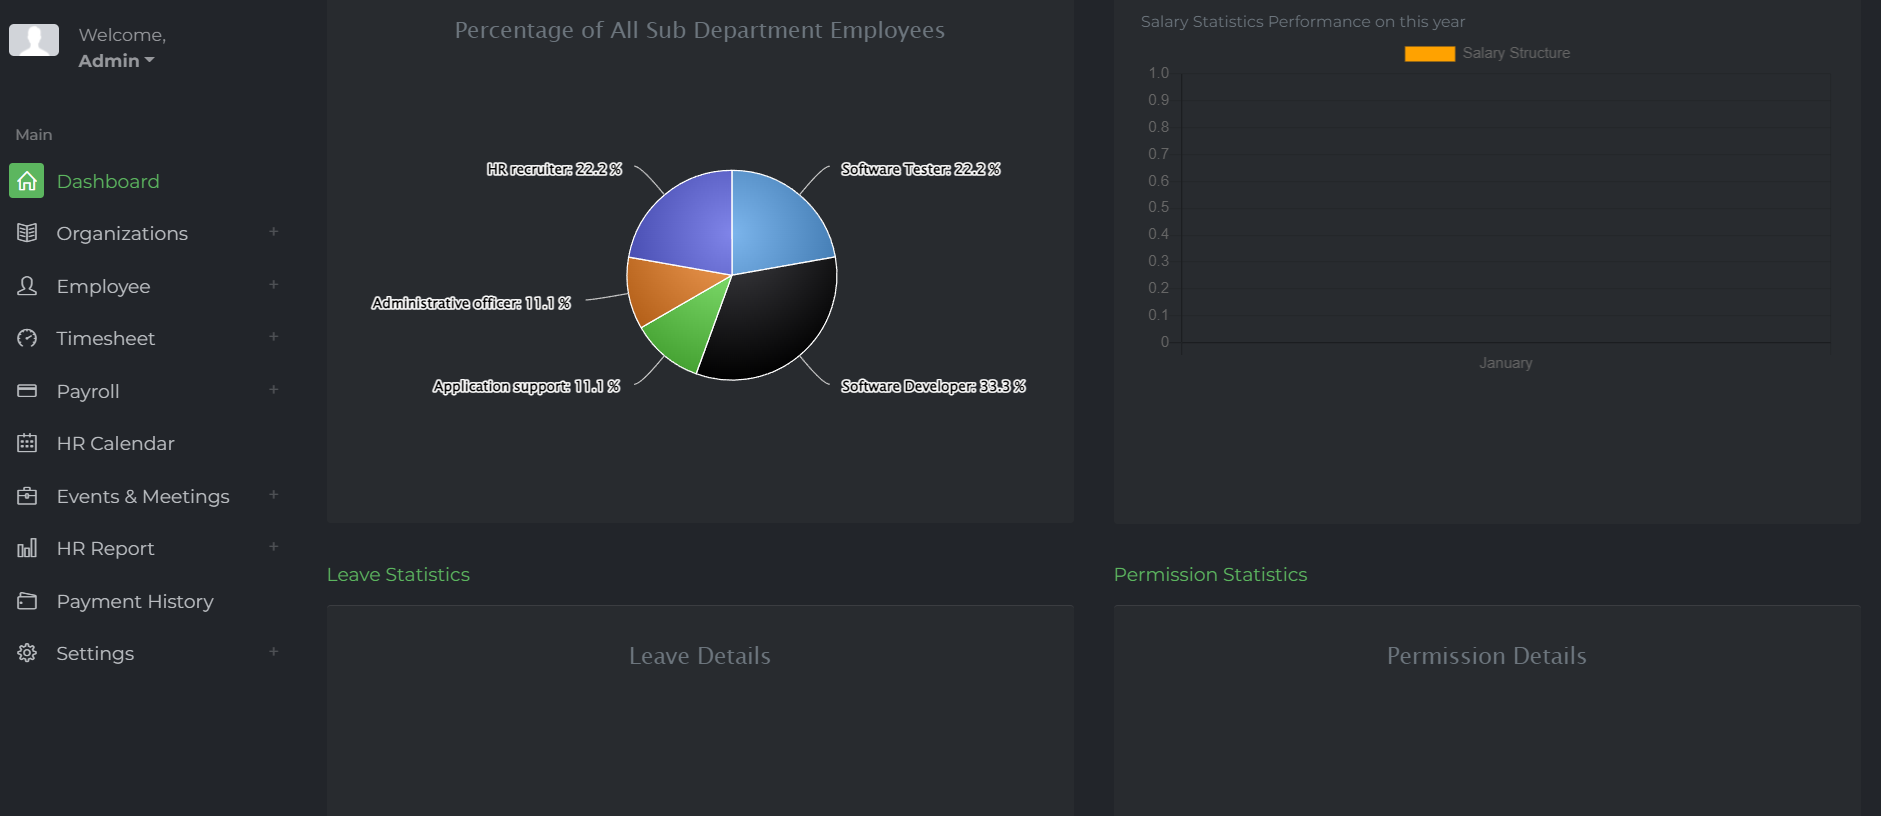 Welcome,
Admin
Main
Dashboard
Organizations +
Employee +
Timesheet +
Payroll +
HR Calendar
Events & Meetings +
HR Report +
Payment History
Settings +
Percentage of All Sub Department Employees
HR recruiter: 22.2 %
Software Tester: 22.2 %
Administrative officer: 11.1 %
Application support: 11.1 %
Software Developer: 33.3 %
Salary Statistics Performance on this year
Salary Structure
1.0
0.9
0.8
0.7
0.6
0.5
0.4
0.3
0.2
0.1
0
January
Leave Statistics
Leave Details
Permission Statistics
Permission Details